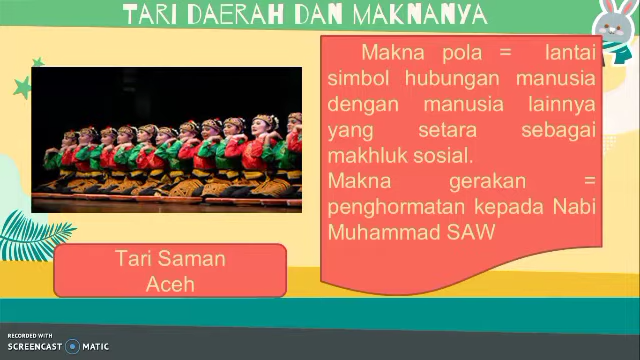 TARI DAERAH DAN MAKNANYA
Makna pola = lantai
simbol hubungan manusia
dengan manusia lainnya
yang setara sebagai
makhluk sosial.
Makna gerakan =
penghormatan kepada Nabi
Muhammad SAW
Tari Saman
Aceh
RECORDED WITH
SCREENCAST MATIC